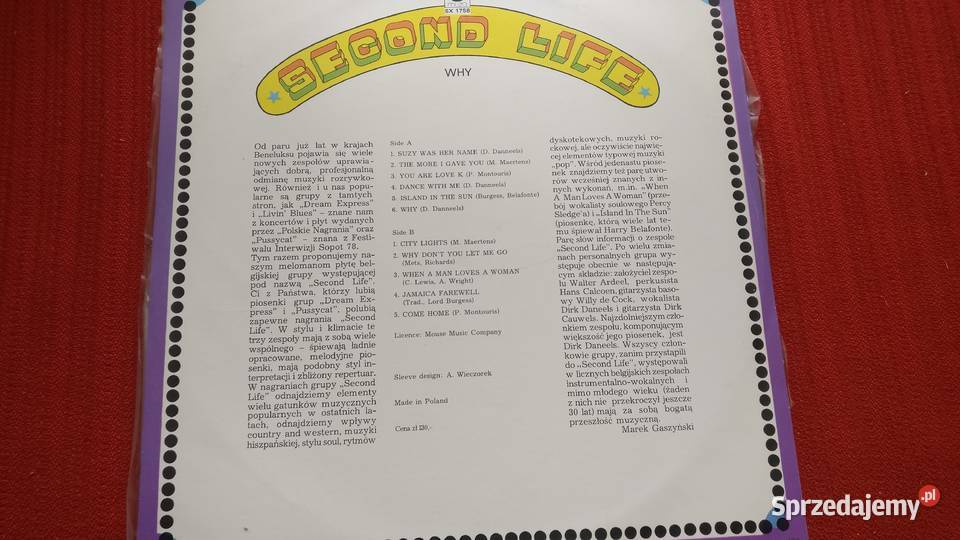 muza
SX 1758
SECOND LIFE
WHY
Od paru już lat w krajach
Beneluksu pojawia się wiele
nowych zespołów uprawia-
jących dobrą, profesjonalną
odmianę muzyki rozrywko-
wej. Również i u nas popu-
larne są grupy z tamtych
stron, jak „Dream Express"
i „Livin' Blues" – znane nam
z koncertów i płyt wydanych
przez „Polskie Nagrania" oraz
„Pussycat" – znana z Festi-
walu Interwizji Sopot 78.
Tym razem proponujemy na-
szym melomanom płytę bel-
gijskiej grupy występującej
pod nazwą „Second Life".
Ci z Państwa, którzy lubią
piosenki grup „Dream Ex-
press" i „Pussycat", polubią
zapewne nagrania „Second
Life". W stylu i klimacie te
trzy zespoły mają z sobą wiele
wspólnego – śpiewają ładnie
opracowane, melodyjne pio-
senki, mają podobny styl in-
terpretacji i zbliżony repertuar.
W nagraniach grupy „Second
Life" odnajdziemy elementy
wielu gatunków muzycznych
popularnych w ostatnich la-
tach, odnajdziemy wpływy
country and western, muzyki
hiszpańskiej, stylu soul, rytmów
Side A
1. SUZY WAS HER NAME (D. Danneels)
2. THE MORE I GAVE YOU (M. Maertens)
3. YOU ARE LOVE K (P. Montouris)
4. DANCE WITH ME (D. Danneels)
5. ISLAND IN THE SUN (Burgess, Belafonte)
6. WHY (D. Danneels)
Side B
1. CITY LIGHTS (M. Maertens)
2. WHY DON'T YOU LET ME GO
(Mets, Richards)
3. WHEN A MAN LOVES A WOMAN
(C. Lewis, A. Wright)
4. JAMAICA FAREWELL
(Trad., Lord Burgess)
5. COME HOME (P. Montouris)
Licence: Mouse Music Company
Sleeve design: A. Wieczorek
Made in Poland
Cena zł 130,-
dyskotekowych, muzyki ro-
ckowej, ale oczywiście najwię-
cej elementów typowej muzyki
„pop". Wśród jedenastu piose-
nek znajdziemy też parę utwo-
rów wcześniej znanych z in-
nych wykonań, m.in. „When
A Man Loves A Woman" (prze-
bój wokalisty soulowego Percy
Sledge'a) i „Island In The Sun"
(piosenkę, którą wiele lat te-
mu śpiewał Harry Belafonte).
Parę słów informacji o zespole
„Second Life". Po wielu zmia-
nach personalnych grupa wy-
stępuje obecnie w następują-
cym składzie: założyciel zespo-
łu Walter Ardeel, perkusista
Hans Calcoen, gitarzysta baso-
wy Willy de Cock, wokalista
Dirk Daneels i gitarzysta Dirk
Cauwels. Najzdolniejszym czło-
nkiem zespołu, komponującym
większość jego piosenek, jest
Dirk Daneels. Wszyscy człon-
kowie grupy, zanim przystąpili
do „Second Life", występowali
w licznych belgijskich zespołach
instrumentalno-wokalnych i
mimo młodego wieku (żaden
z nich nie przekroczył jeszcze
30 lat) mają za sobą bogatą
przeszłość muzyczną.
Marek Gaszyński
Sprzedajemy.pl